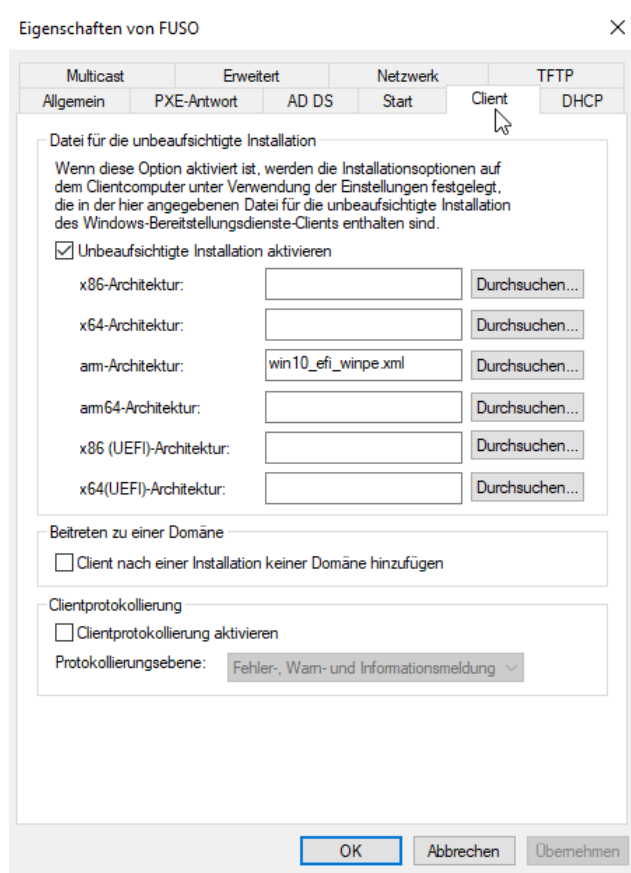 Eigenschaften von FUSO
Multicast Erweitert Netzwerk TFTP
Allgemein PXE-Antwort AD DS Start Client DHCP
Datei für die unbeaufsichtigte Installation
Wenn diese Option aktiviert ist, werden die Installationsoptionen auf
dem Clientcomputer unter Verwendung der Einstellungen festgelegt,
die in der hier angegebenen Datei für die unbeaufsichtigte Installation
des Windows-Bereitstellungsdienste-Clients enthalten sind.
Unbeaufsichtigte Installation aktivieren
x86-Architektur: Durchsuchen...
x64-Architektur: Durchsuchen...
arm-Architektur: win10_efi_winpe.xml Durchsuchen...
arm64-Architektur: Durchsuchen...
x86 (UEFI)-Architektur: Durchsuchen...
x64(UEFI)-Architektur: Durchsuchen...
Beitreten zu einer Domäne
Client nach einer Installation keiner Domäne hinzufügen
Clientprotokollierung
Clientprotokollierung aktivieren
Protokollierungsebene: Fehler-, Warn- und Informationsmeldung
OK Abbrechen Übernehmen